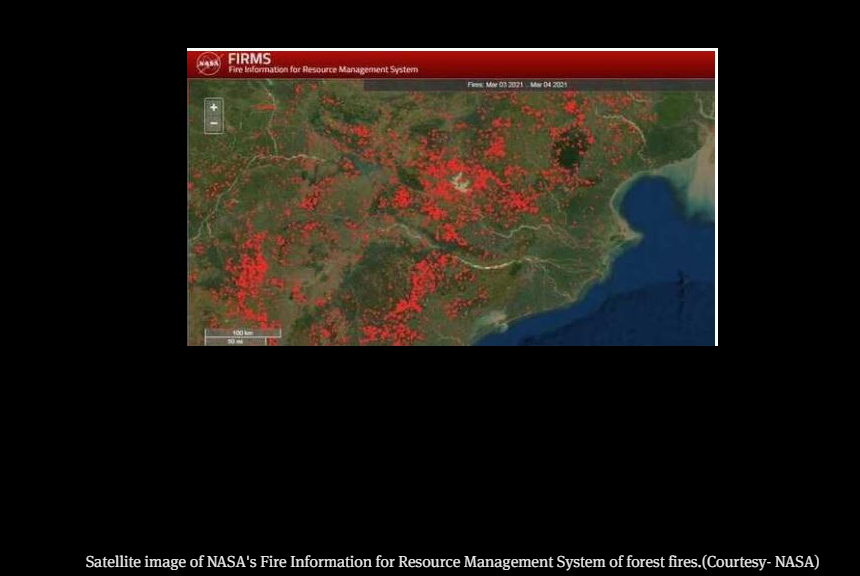 NASA
FIRMS
Fire Information for Resource Management System
Fires: Mar 03 2021 .. Mar 04 2021
+
−
100 km
50 mi
Satellite image of NASA's Fire Information for Resource Management System of forest fires.(Courtesy- NASA)